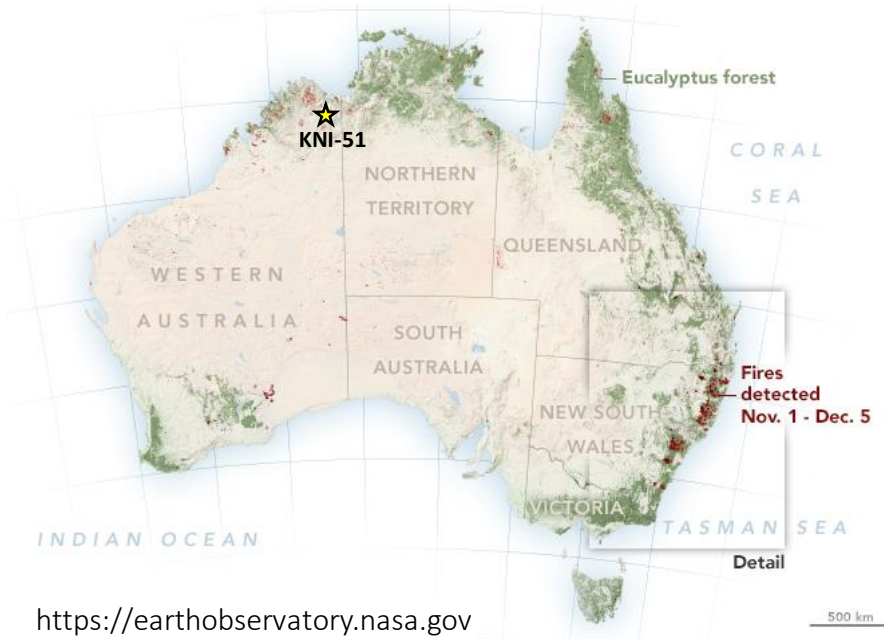 Eucalyptus forest
KNI-51
CORAL
SEA
NORTHERN
TERRITORY
QUEENSLAND
WESTERN
AUSTRALIA
SOUTH
AUSTRALIA
Fires
detected
Nov. 1 - Dec. 5
NEW SOUTH
WALES
VICTORIA
TASMAN SEA
INDIAN OCEAN
Detail
https://earthobservatory.nasa.gov
500 km